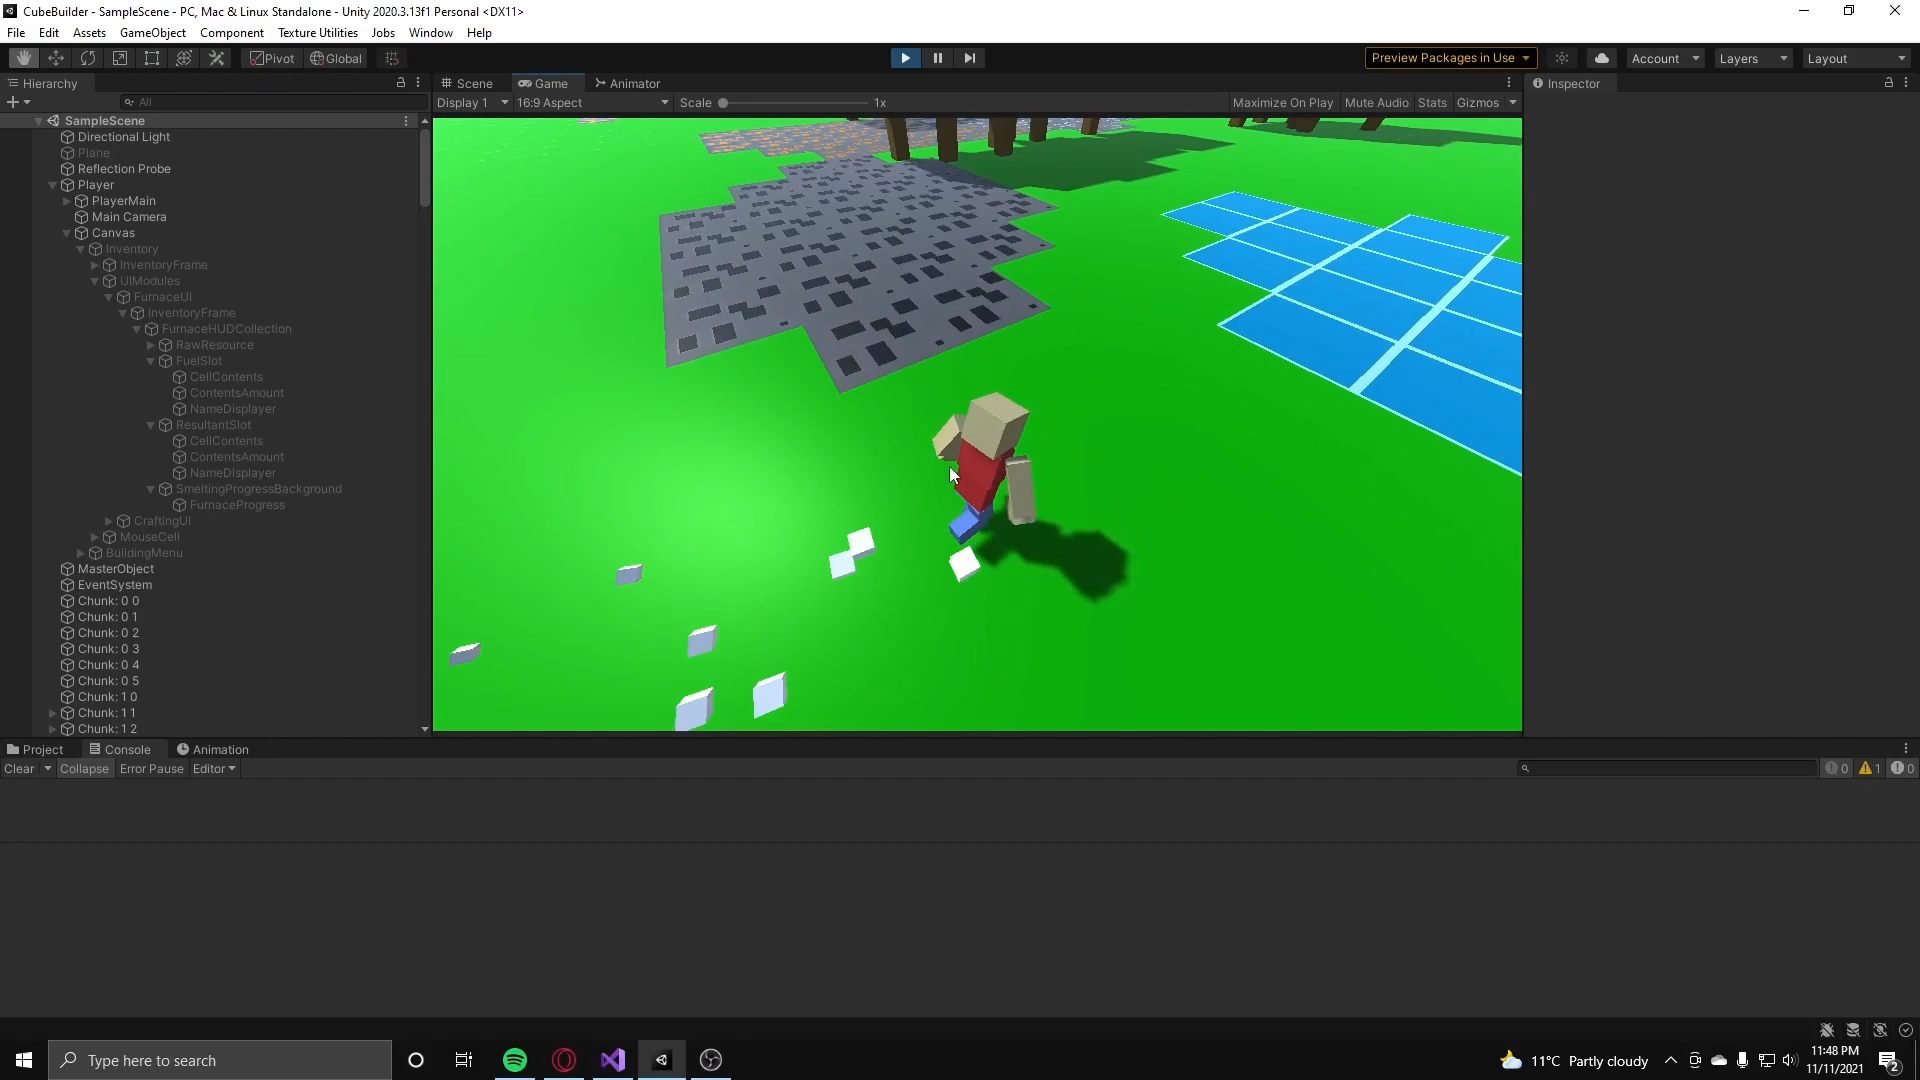 CubeBuilder - SampleScene - PC, Mac & Linux Standalone - Unity 2020.3.13f1 Personal <DX11>
File Edit Assets GameObject Component Texture Utilities Jobs Window Help
Pivot Global Preview Packages in Use Account Layers Layout
Hierarchy Scene Game Animator Inspector
All Display 1 16:9 Aspect Scale 1x Maximize On Play Mute Audio Stats Gizmos
SampleScene
Directional Light
Plane
Reflection Probe
Player
PlayerMain
Main Camera
Canvas
Inventory
InventoryFrame
UIModules
FurnaceUI
InventoryFrame
FurnaceHUDCollection
RawResource
FuelSlot
CellContents
ContentsAmount
NameDisplayer
ResultantSlot
CellContents
ContentsAmount
NameDisplayer
SmeltingProgressBackground
FurnaceProgress
CraftingUI
MouseCell
BuildingMenu
MasterObject
EventSystem
Chunk: 0 0
Chunk: 0 1
Chunk: 0 2
Chunk: 0 3
Chunk: 0 4
Chunk: 0 5
Chunk: 1 0
Chunk: 1 1
Chunk: 1 2
Project Console Animation
Clear Collapse Error Pause Editor 0 1 0
Type here to search
11°C Partly cloudy
11:48 PM
11/11/2021
2